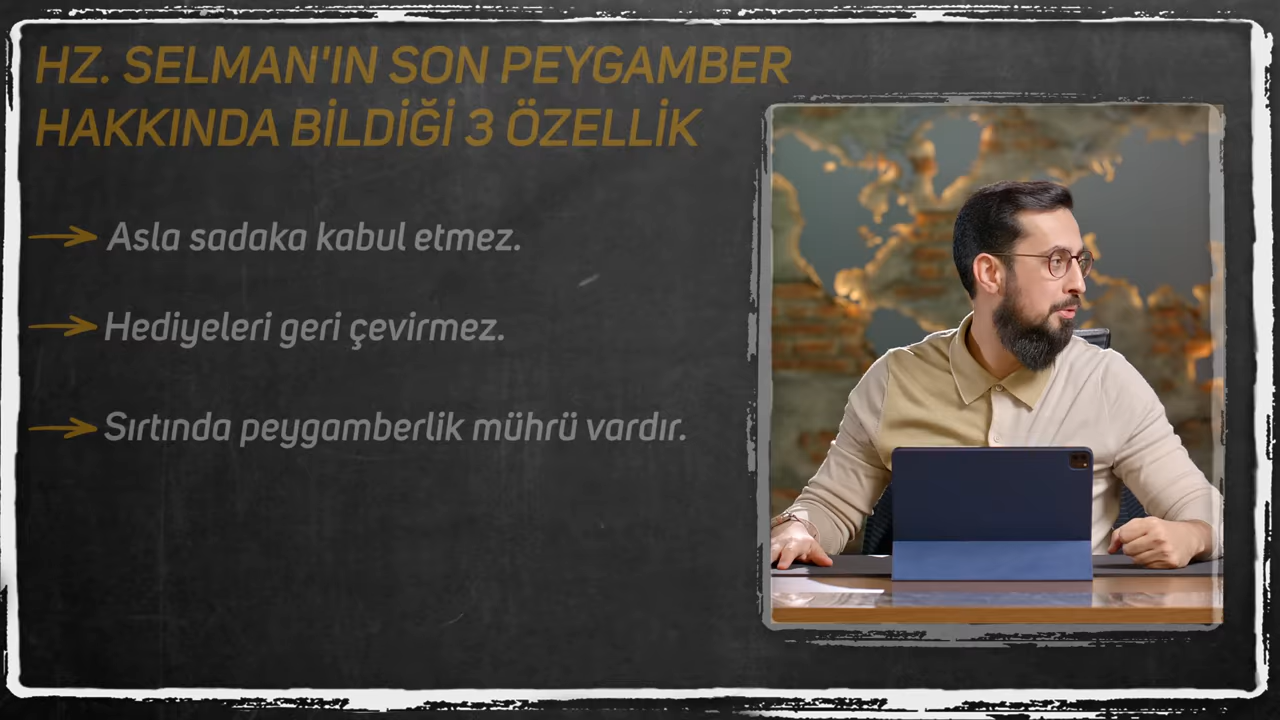 HZ. SELMAN'IN SON PEYGAMBER
HAKKINDA BİLDİĞİ 3 ÖZELLİK
Asla sadaka kabul etmez.
Hediyeleri geri çevirmez.
Sırtında peygamberlik mührü vardır.